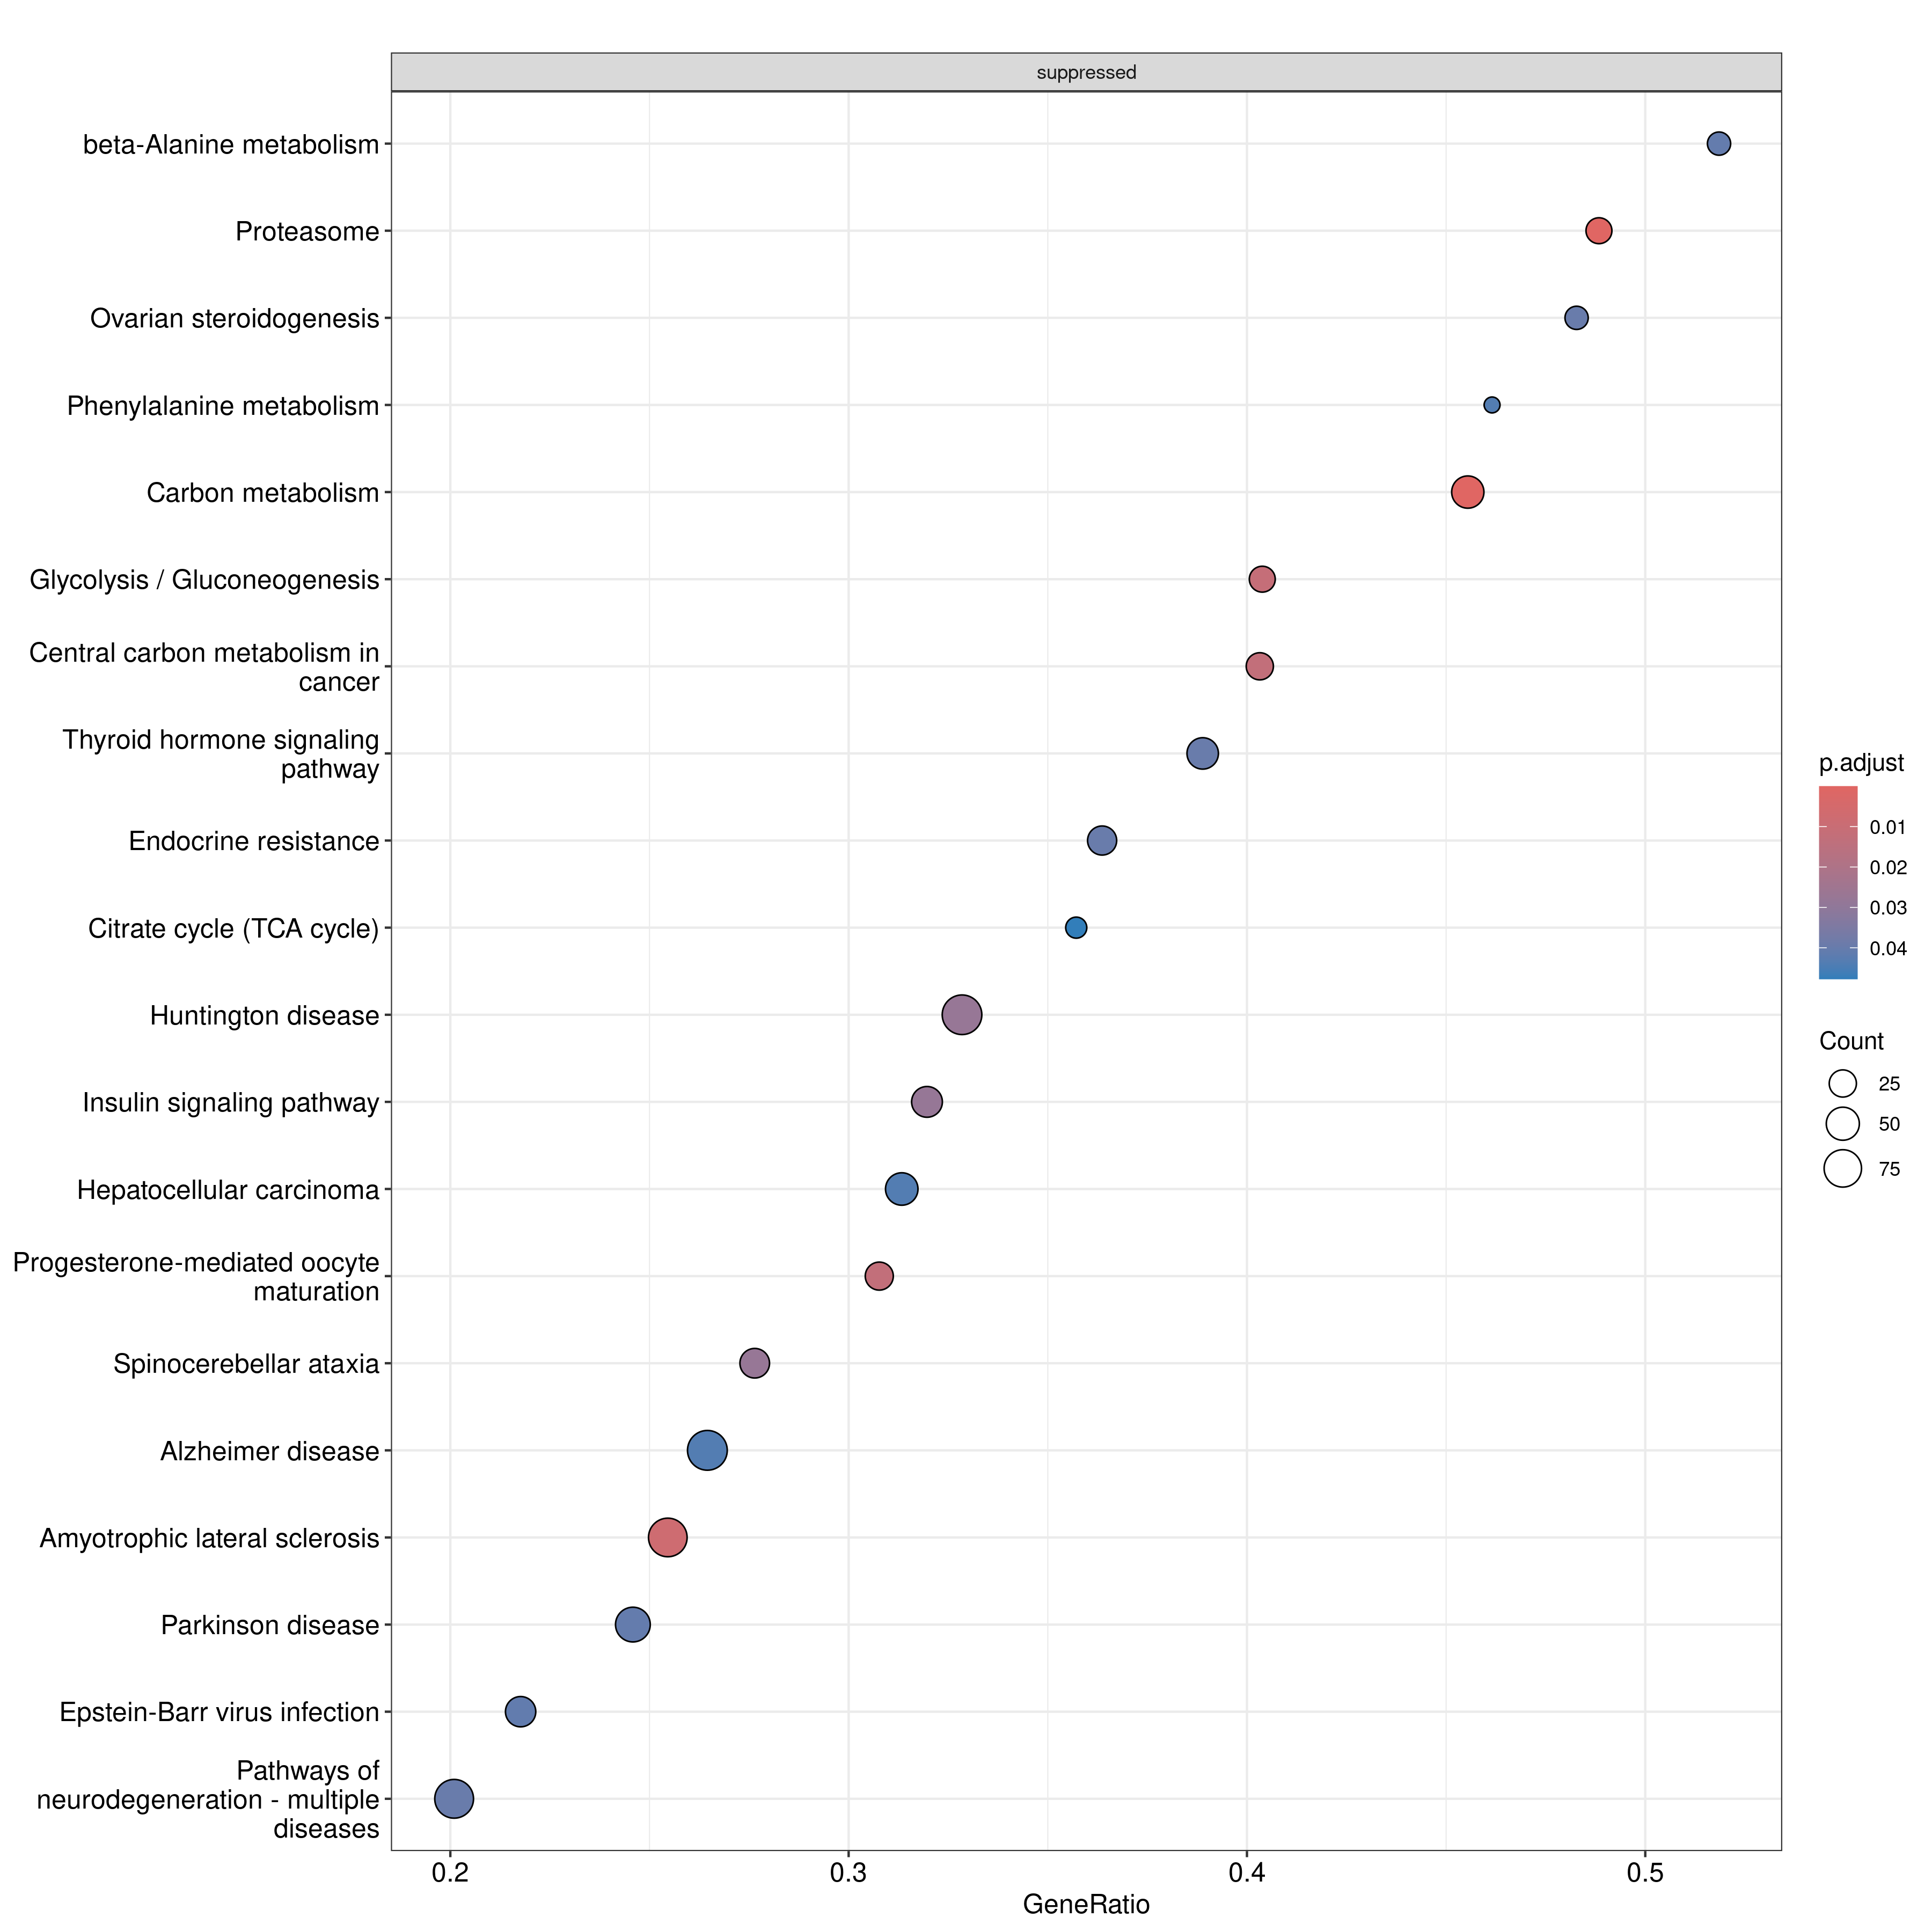 suppressed
beta-Alanine metabolism
Proteasome
Ovarian steroidogenesis
Phenylalanine metabolism
Carbon metabolism
Glycolysis / Gluconeogenesis
Central carbon metabolism in
cancer
Thyroid hormone signaling
pathway
Endocrine resistance
Citrate cycle (TCA cycle)
Huntington disease
Insulin signaling pathway
Hepatocellular carcinoma
Progesterone-mediated oocyte
maturation
Spinocerebellar ataxia
Alzheimer disease
Amyotrophic lateral sclerosis
Parkinson disease
Epstein-Barr virus infection
Pathways of
neurodegeneration - multiple
diseases
0.2 0.3 0.4 0.5
GeneRatio
p.adjust
0.01
0.02
0.03
0.04
Count
25
50
75